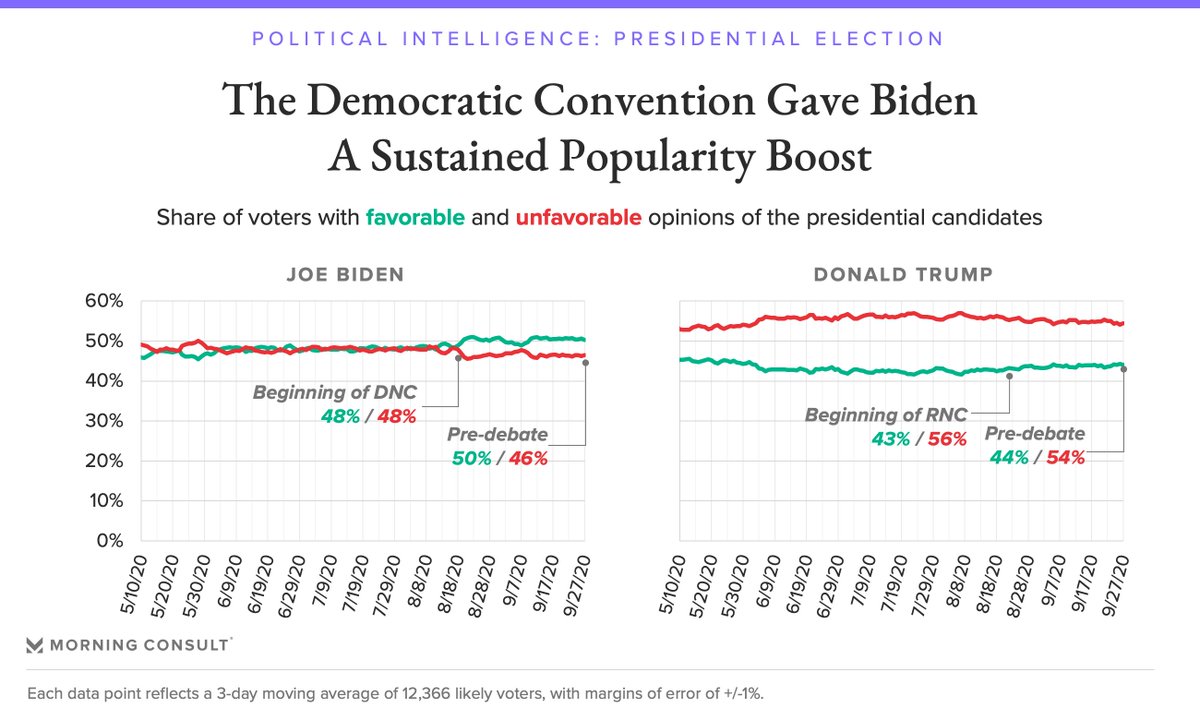 POLITICAL INTELLIGENCE: PRESIDENTIAL ELECTION
The Democratic Convention Gave Biden
A Sustained Popularity Boost
Share of voters with favorable and unfavorable opinions of the presidential candidates
JOE BIDEN
60%
50%
40%
30%
20%
10%
0%
Beginning of DNC
48% / 48%
Pre-debate
50% / 46%
5/10/20
5/20/20
5/30/20
6/9/20
6/19/20
6/29/20
7/9/20
7/19/20
7/29/20
8/8/20
8/18/20
8/28/20
9/7/20
9/17/20
9/27/20
DONALD TRUMP
Beginning of RNC
43% / 56%
Pre-debate
44% / 54%
5/10/20
5/20/20
5/30/20
6/9/20
6/19/20
6/29/20
7/9/20
7/19/20
7/29/20
8/8/20
8/18/20
8/28/20
9/7/20
9/17/20
9/27/20
MORNING CONSULT
Each data point reflects a 3-day moving average of 12,366 likely voters, with margins of error of +/-1%.